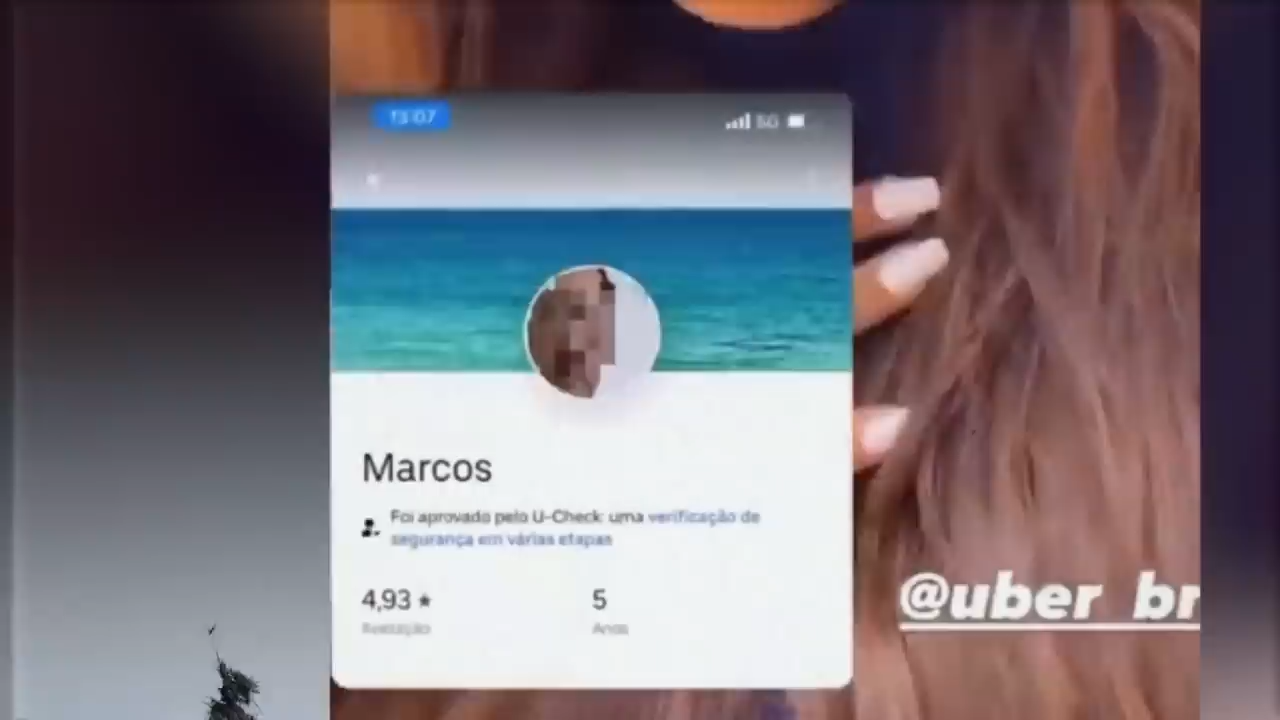 13:07
5G
Marcos
Foi aprovado pelo U-Check: uma verificação de
segurança em várias etapas
4,93 ★
5
Avaliação
Anos
@uber_br